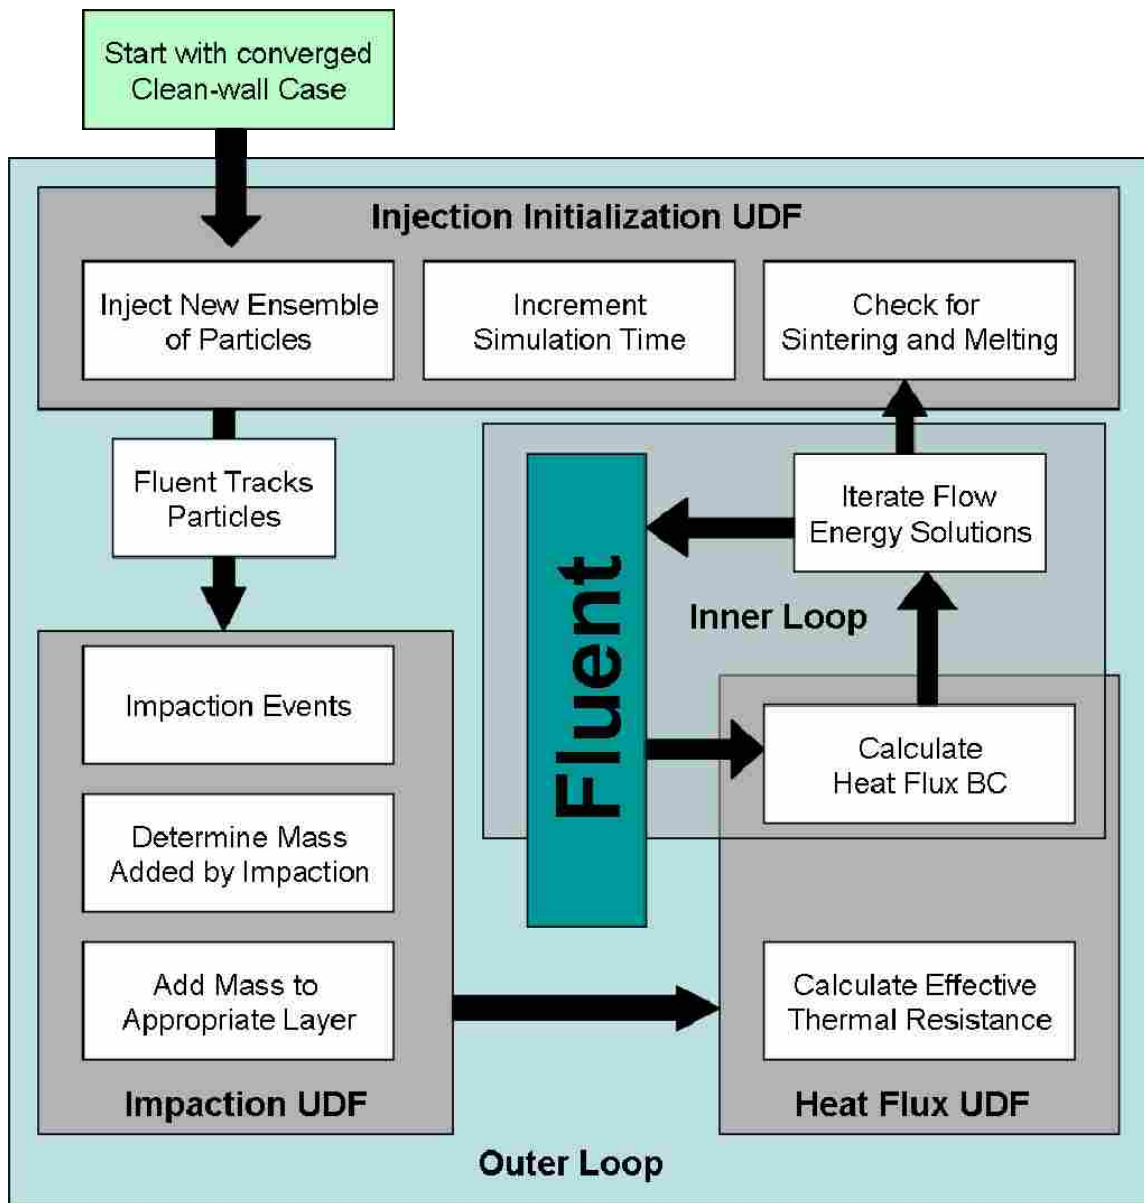 Start with converged
Clean-wall Case
Injection Initialization UDF
Inject New Ensemble
of Particles
Increment
Simulation Time
Check for
Sintering and Melting
Fluent Tracks
Particles
Iterate Flow
Energy Solutions
Fluent
Inner Loop
Impaction Events
Calculate
Heat Flux BC
Determine Mass
Added by Impaction
Add Mass to
Appropriate Layer
Calculate Effective
Thermal Resistance
Impaction UDF
Heat Flux UDF
Outer Loop